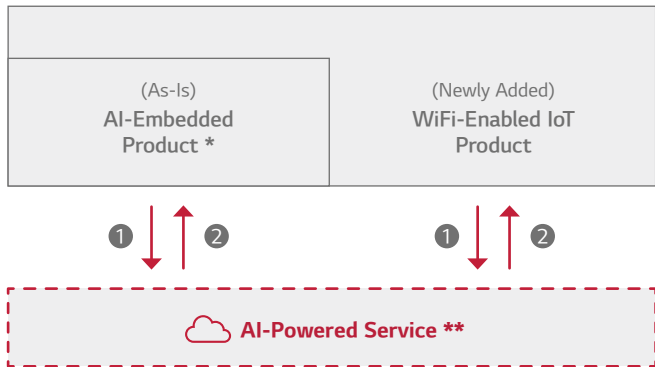 (As-Is)
AI-Embedded
Product *
(Newly Added)
WiFi-Enabled IoT
Product
1 2
1 2
AI-Powered Service **